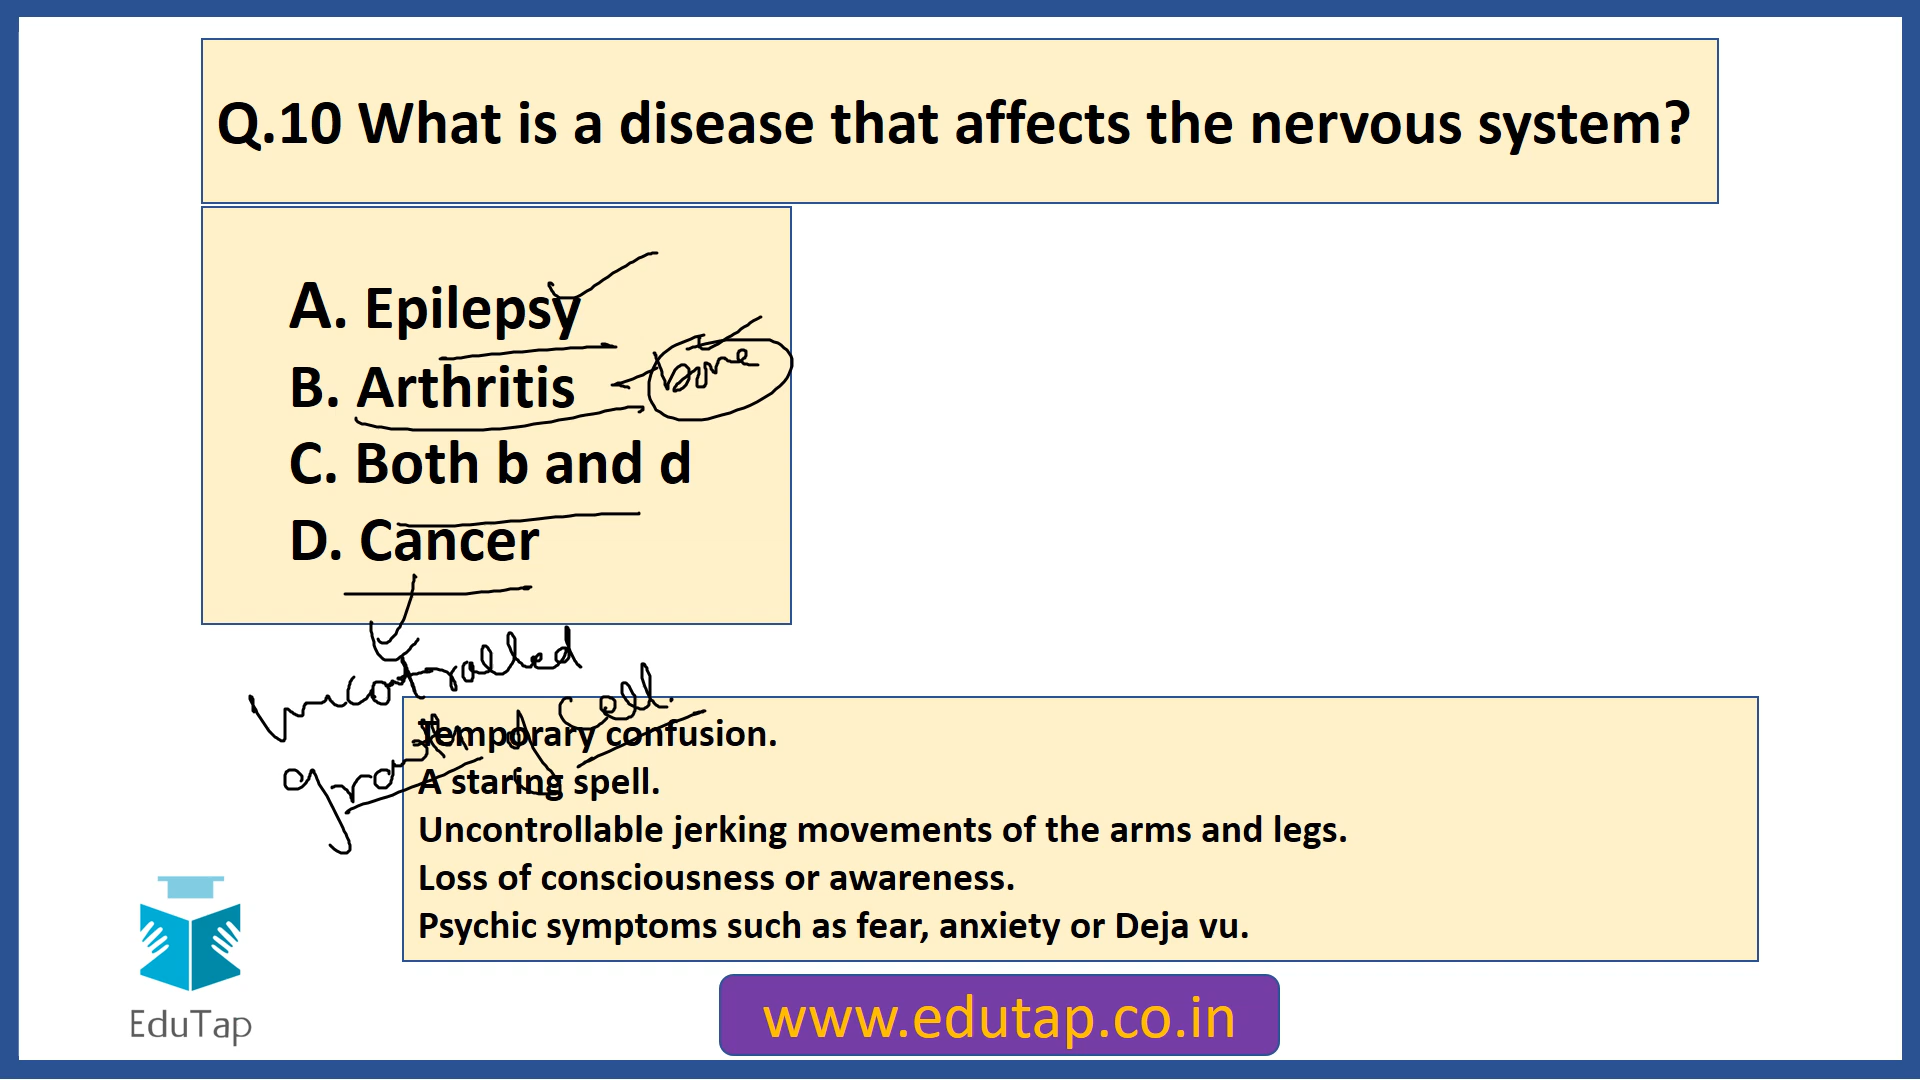 Q.10 What is a disease that affects the nervous system?
A. Epilepsy
B. Arthritis
bone
C. Both b and d
D. Cancer
uncontrolled
growth of cell.
Temporary confusion.
A staring spell.
Uncontrollable jerking movements of the arms and legs.
Loss of consciousness or awareness.
Psychic symptoms such as fear, anxiety or Deja vu.
EduTap
www.edutap.co.in